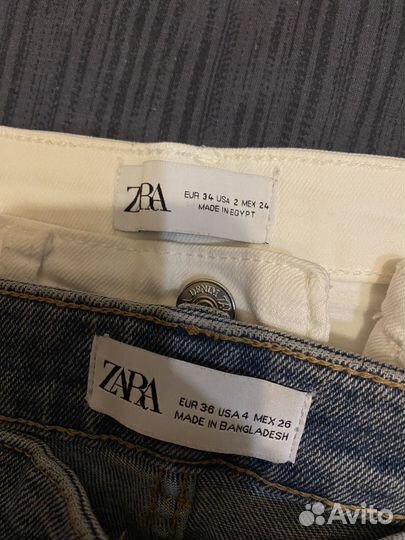 ZARA
EUR 34 USA 2 MEX 24
MADE IN EGYPT
ZARA
EUR 36 USA 4 MEX 26
MADE IN BANGLADESH
Avito